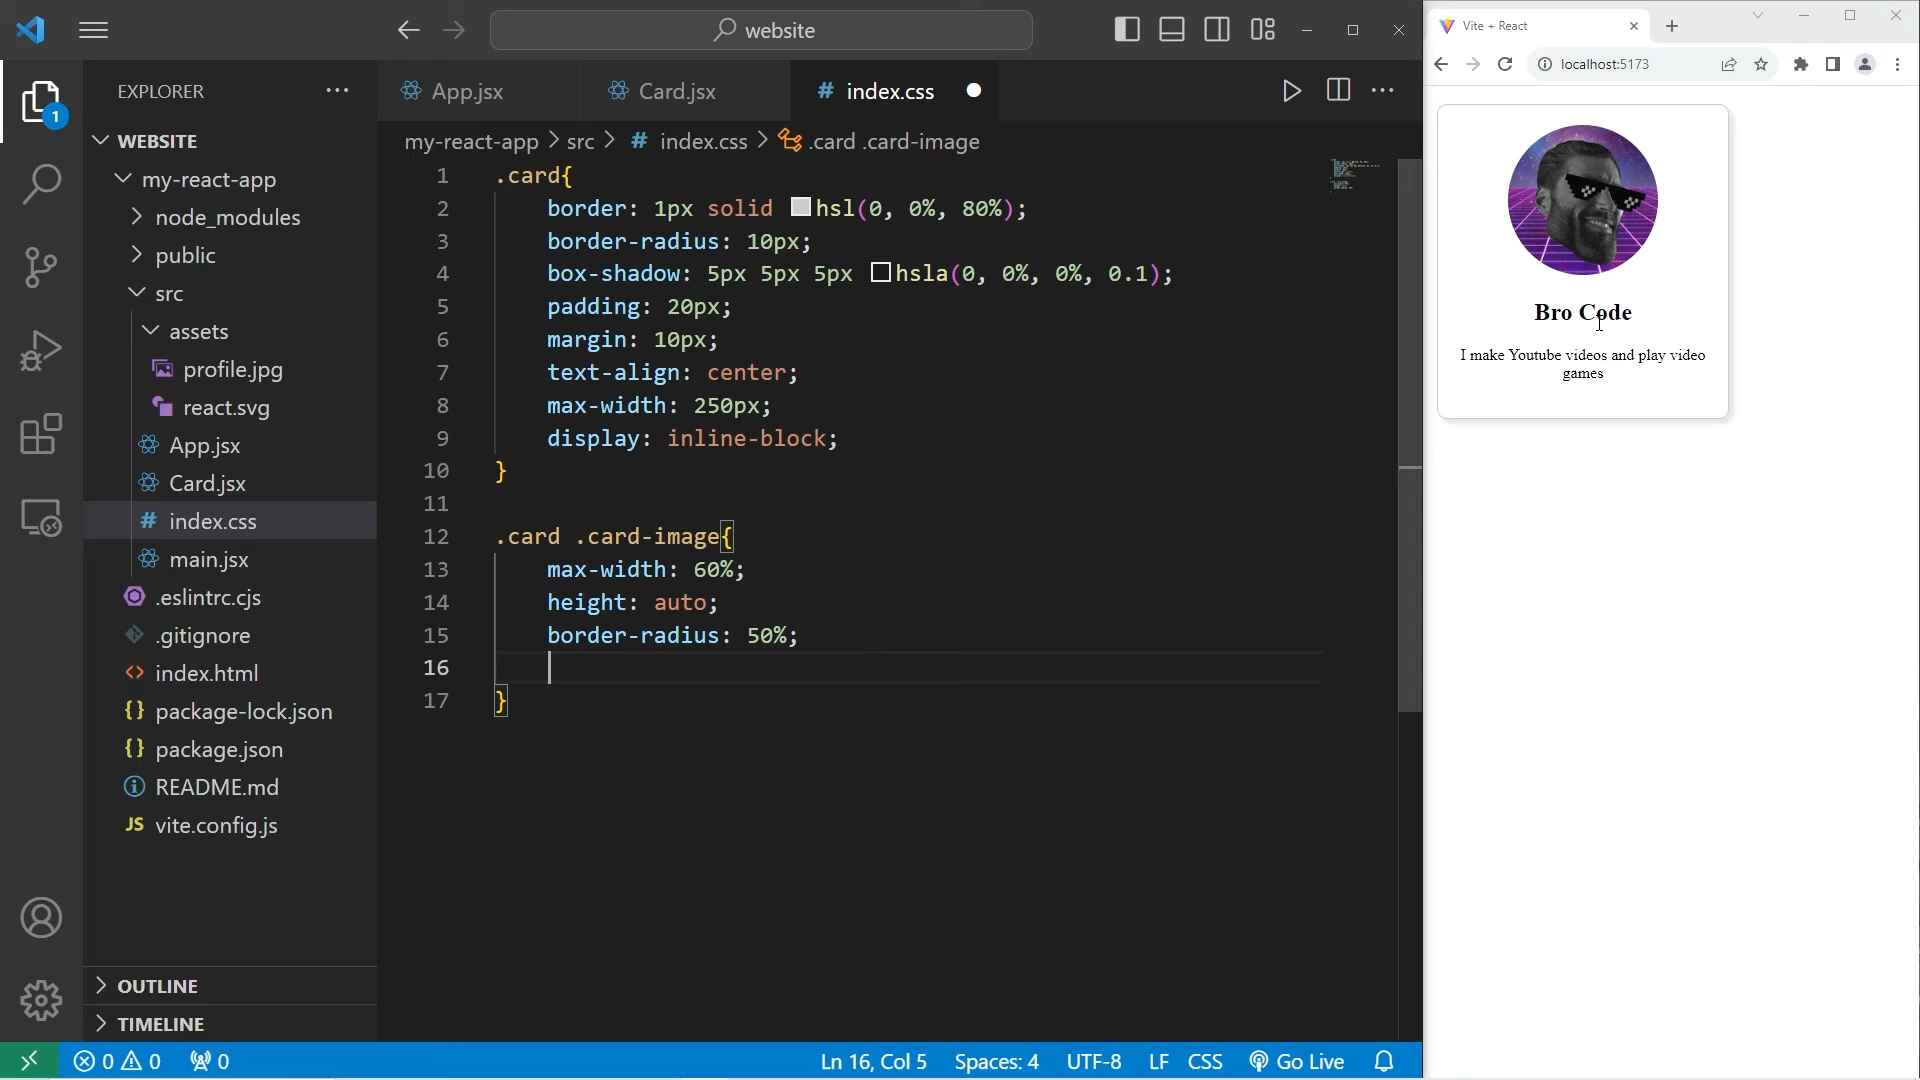 website
EXPLORER
1
WEBSITE
my-react-app
node_modules
public
src
assets
profile.jpg
react.svg
App.jsx
Card.jsx
index.css
main.jsx
.eslintrc.cjs
.gitignore
index.html
package-lock.json
package.json
README.md
JS vite.config.js
OUTLINE
TIMELINE
App.jsx
Card.jsx
# index.css
my-react-app > src > # index.css > .card .card-image
1 .card{
2 border: 1px solid hsl(0, 0%, 80%);
3 border-radius: 10px;
4 box-shadow: 5px 5px 5px hsla(0, 0%, 0%, 0.1);
5 padding: 20px;
6 margin: 10px;
7 text-align: center;
8 max-width: 250px;
9 display: inline-block;
10 }
11
12 .card .card-image{
13 max-width: 60%;
14 height: auto;
15 border-radius: 50%;
16
17 }
0 0 0
Ln 16, Col 5 Spaces: 4 UTF-8 LF CSS Go Live
Vite + React
localhost:5173
Bro Code
I make Youtube videos and play video
games